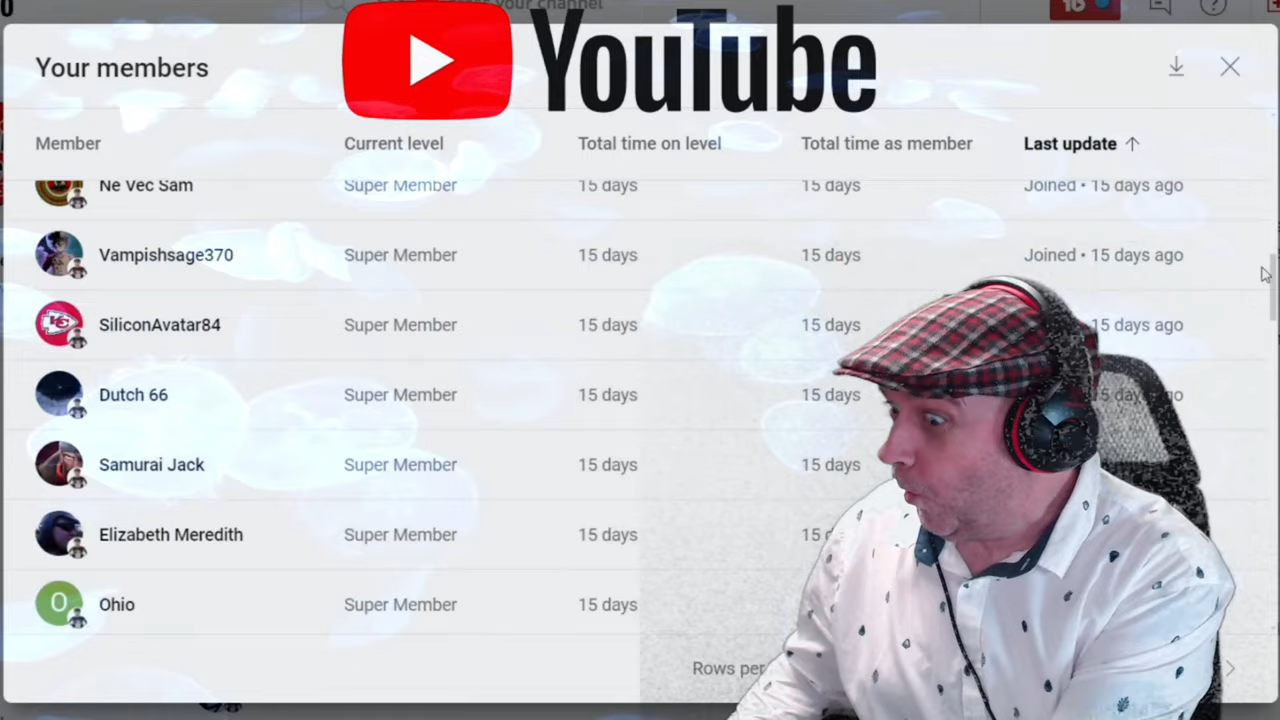 your channel
YouTube
Your members
Member Current level Total time on level Total time as member Last update
Ne Vec Sam Super Member 15 days 15 days Joined • 15 days ago
Vampishsage370 Super Member 15 days 15 days Joined • 15 days ago
SiliconAvatar84 Super Member 15 days 15 days 15 days ago
Dutch 66 Super Member 15 days 15 days
Samurai Jack Super Member 15 days 15 days
Elizabeth Meredith Super Member 15 days
O Ohio Super Member 15 days
Rows per